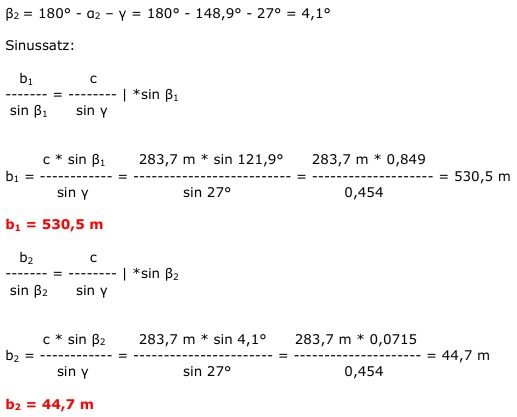 β₂ = 180° - α₂ – γ = 180° - 148,9° - 27° = 4,1°
Sinussatz:
b₁ c
------- = -------- | *sin β₁
sin β₁ sin γ
c * sin β₁ 283,7 m * sin 121,9° 283,7 m * 0,849
b₁ = ------------- = --------------------------- = --------------------- = 530,5 m
sin γ sin 27° 0,454
b₁ = 530,5 m
b₂ c
------- = -------- | *sin β₂
sin β₂ sin γ
c * sin β₂ 283,7 m * sin 4,1° 283,7 m * 0,0715
b₂ = ------------- = ------------------------ = ---------------------- = 44,7 m
sin γ sin 27° 0,454
b₂ = 44,7 m